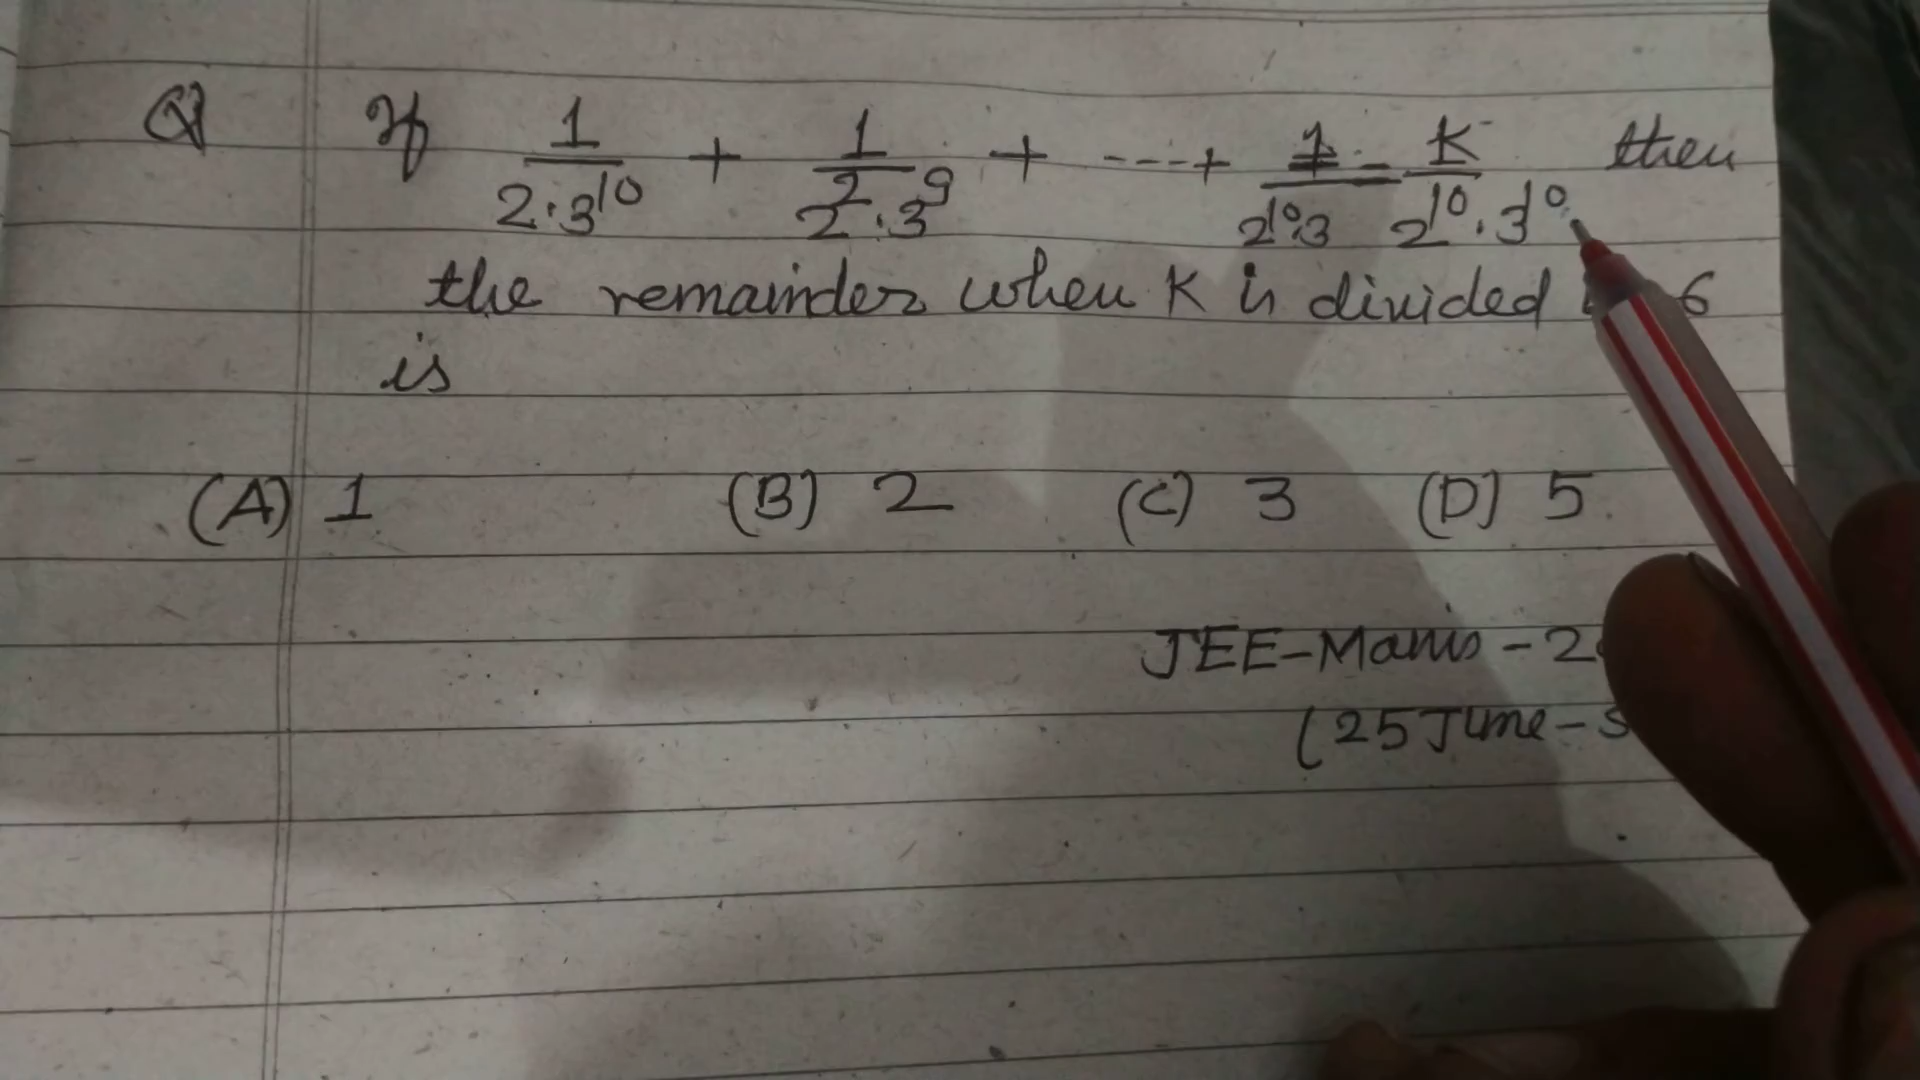 Q If 1/2·3^10 + 1/2^2·3^9 + ---+ 1/2^10·3 = K/2^10·3^10 then
the remainder when K is divided 6
is
(A) 1 (B) 2 (C) 3 (D) 5
JEE-Mains-2
(25 June-S